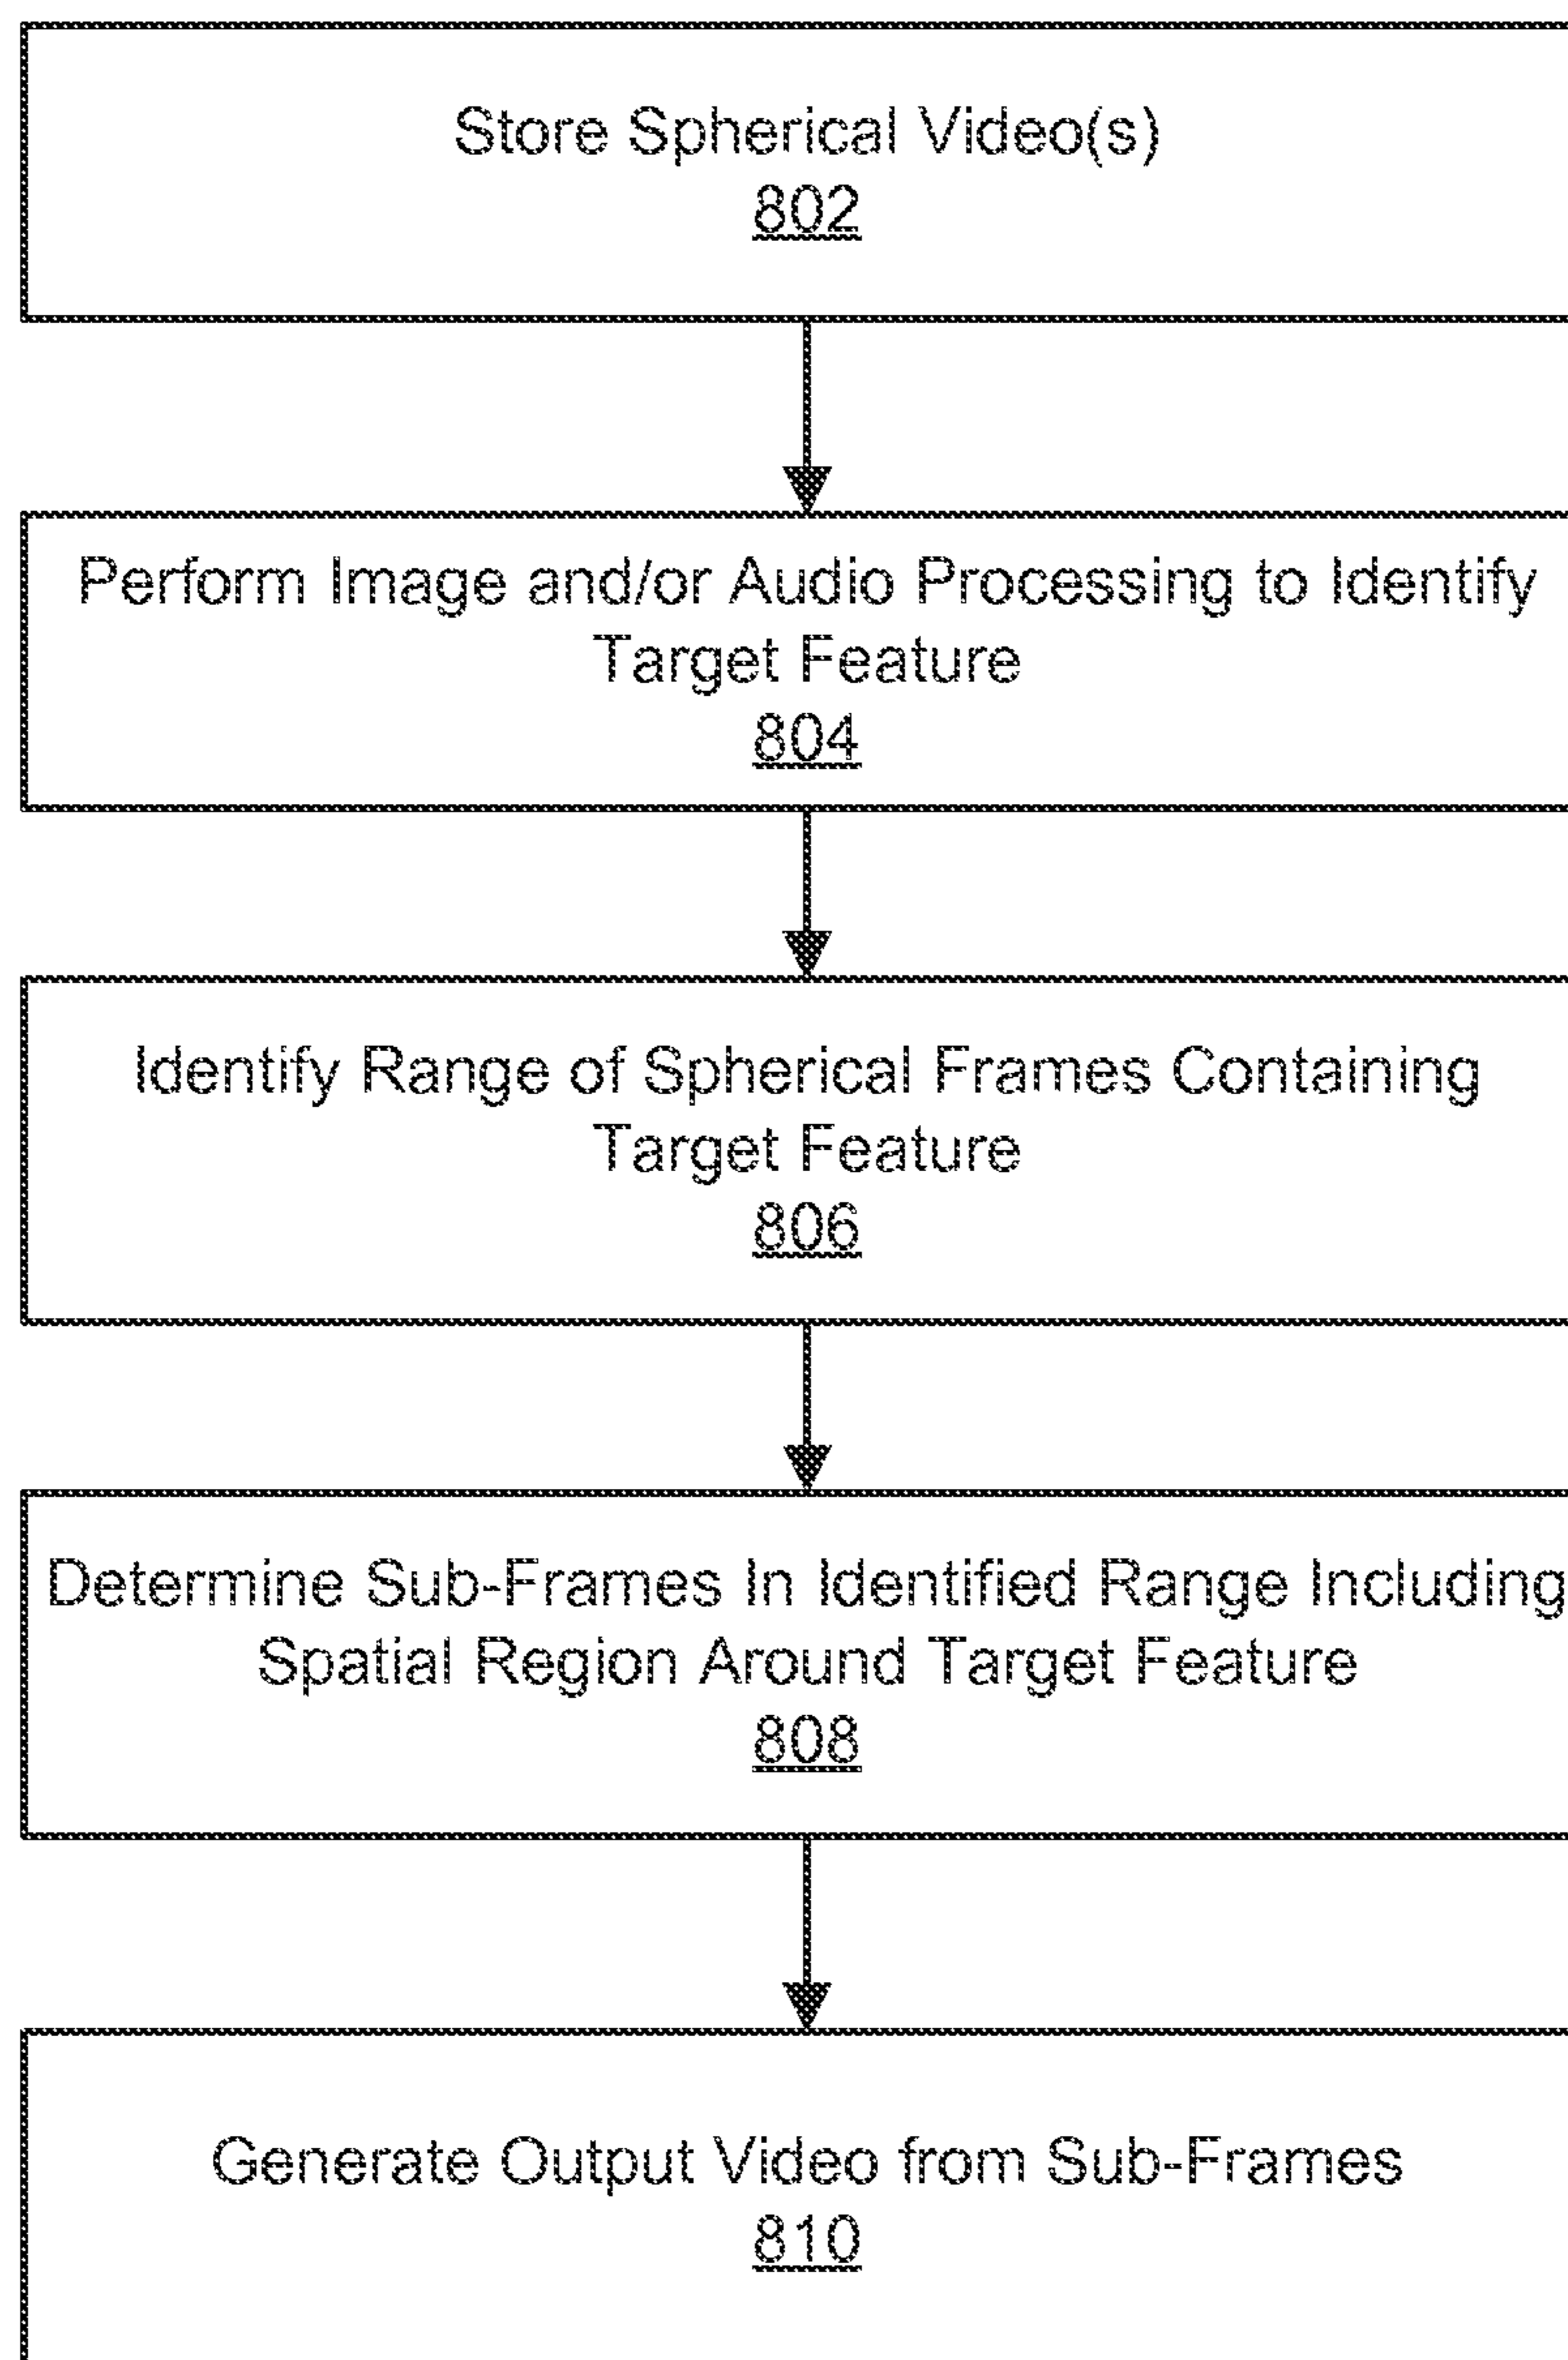 Store Spherical Video(s)
802
Perform Image and/or Audio Processing to Identify
Target Feature
804
Identify Range of Spherical Frames Containing
Target Feature
806
Determine Sub-Frames In Identified Range Including
Spatial Region Around Target Feature
808
Generate Output Video from Sub-Frames
810